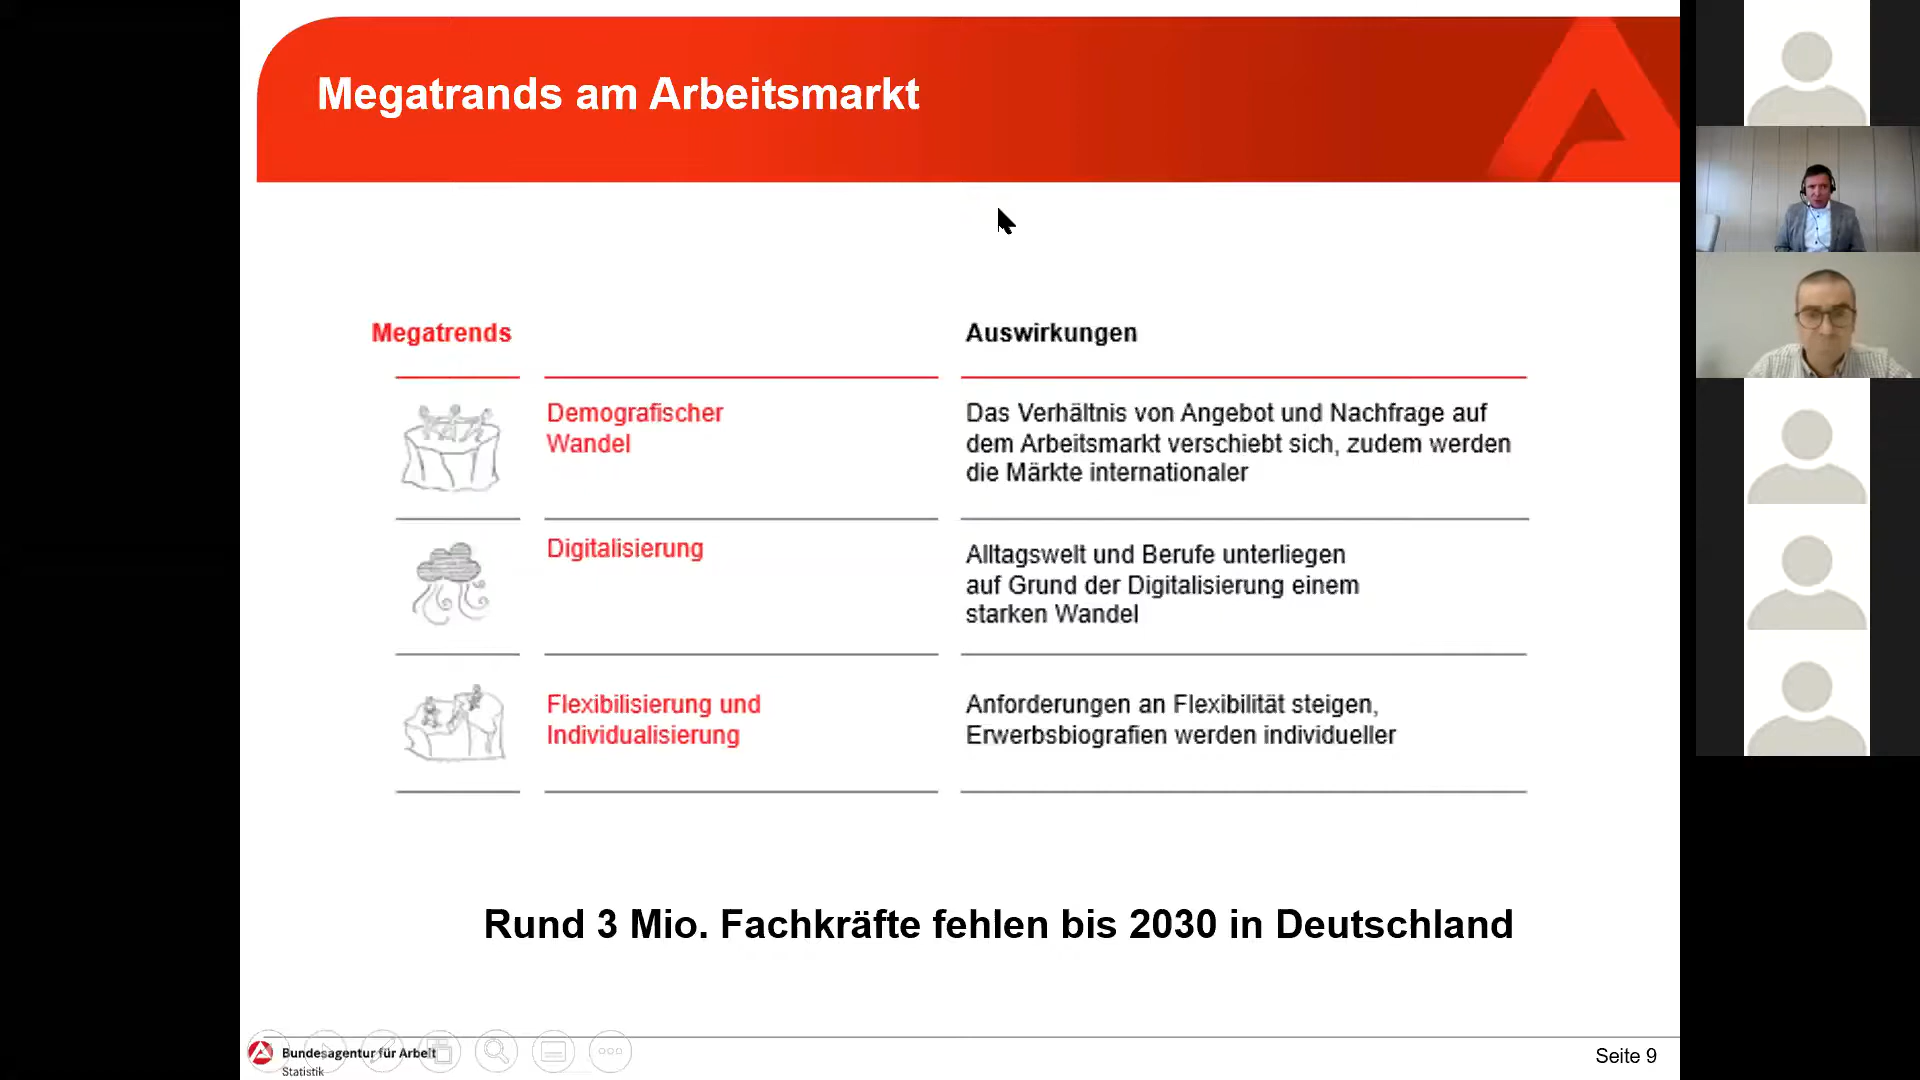 Megatrands am Arbeitsmarkt
Megatrends
Auswirkungen
Demografischer
Wandel
Das Verhältnis von Angebot und Nachfrage auf
dem Arbeitsmarkt verschiebt sich, zudem werden
die Märkte internationaler
Digitalisierung
Alltagswelt und Berufe unterliegen
auf Grund der Digitalisierung einem
starken Wandel
Flexibilisierung und
Individualisierung
Anforderungen an Flexibilität steigen,
Erwerbsbiografien werden individueller
Rund 3 Mio. Fachkräfte fehlen bis 2030 in Deutschland
Bundesagentur für Arbeit
Statistik
Seite 9